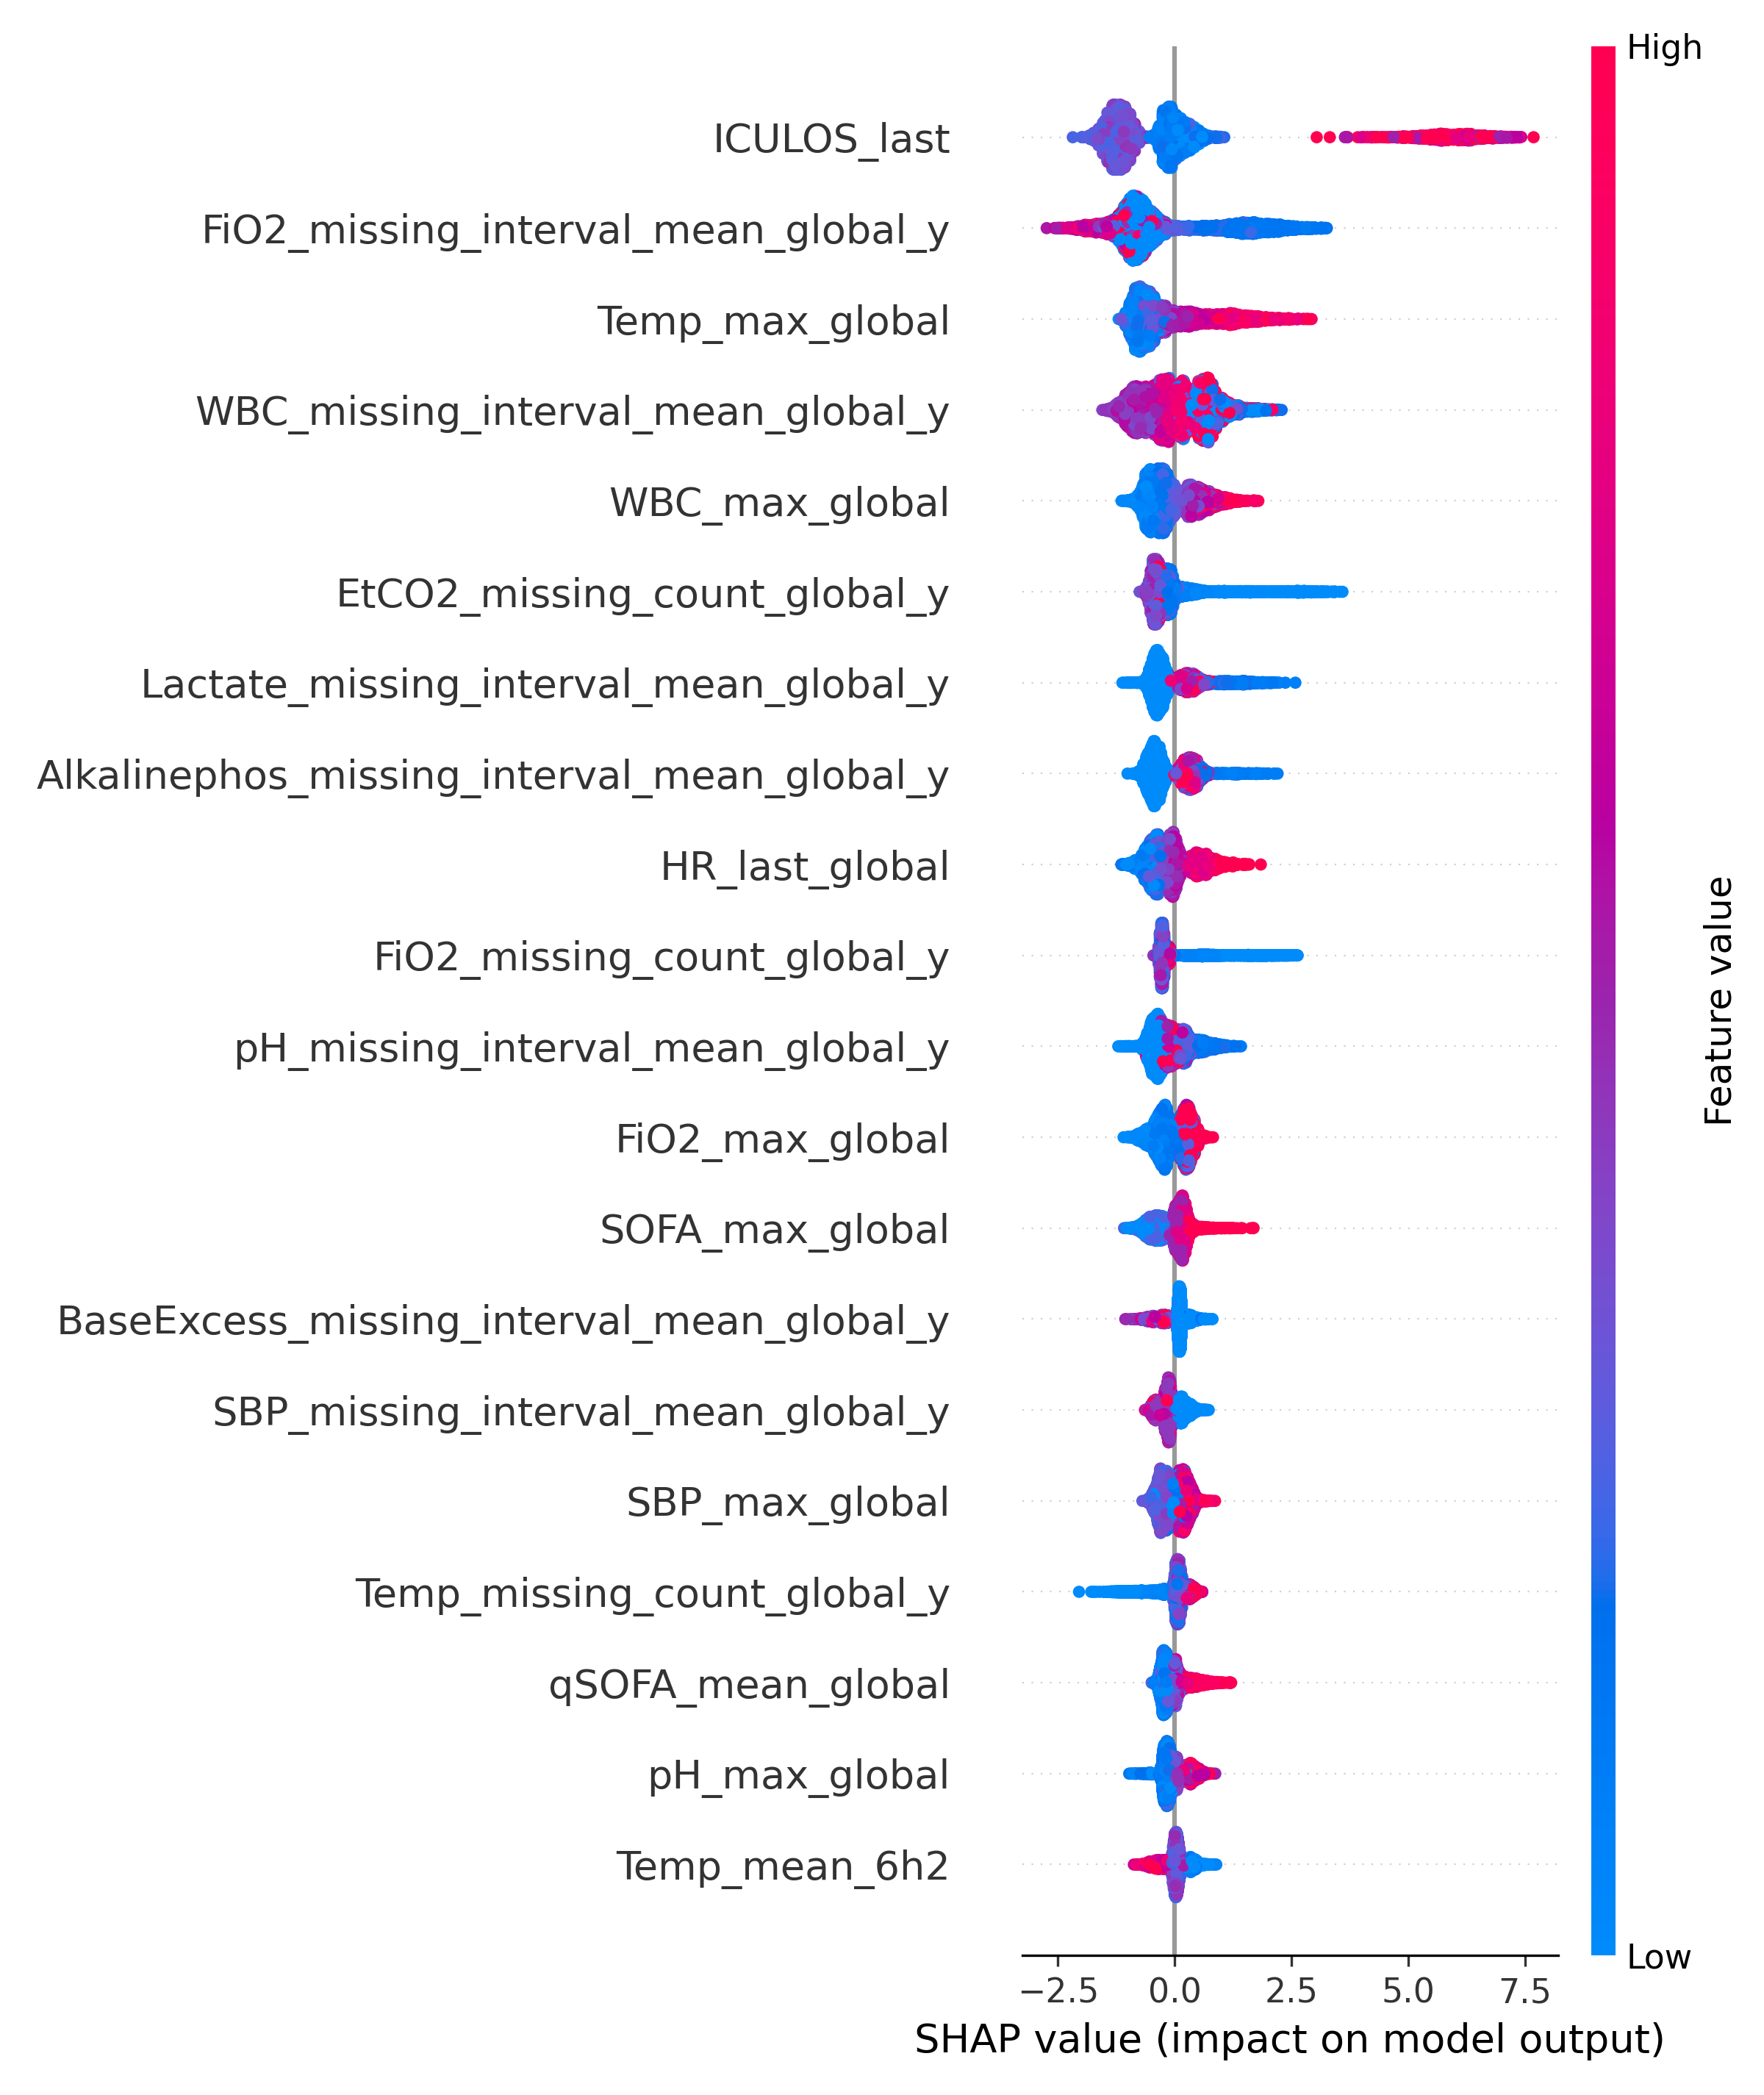 High
ICULOS_last
FiO2_missing_interval_mean_global_y
Temp_max_global
WBC_missing_interval_mean_global_y
WBC_max_global
EtCO2_missing_count_global_y
Lactate_missing_interval_mean_global_y
Alkalinephos_missing_interval_mean_global_y
HR_last_global
FiO2_missing_count_global_y
pH_missing_interval_mean_global_y
FiO2_max_global
SOFA_max_global
BaseExcess_missing_interval_mean_global_y
SBP_missing_interval_mean_global_y
SBP_max_global
Temp_missing_count_global_y
qSOFA_mean_global
pH_max_global
Temp_mean_6h2
Feature value
Low
−2.5 0.0 2.5 5.0 7.5
SHAP value (impact on model output)